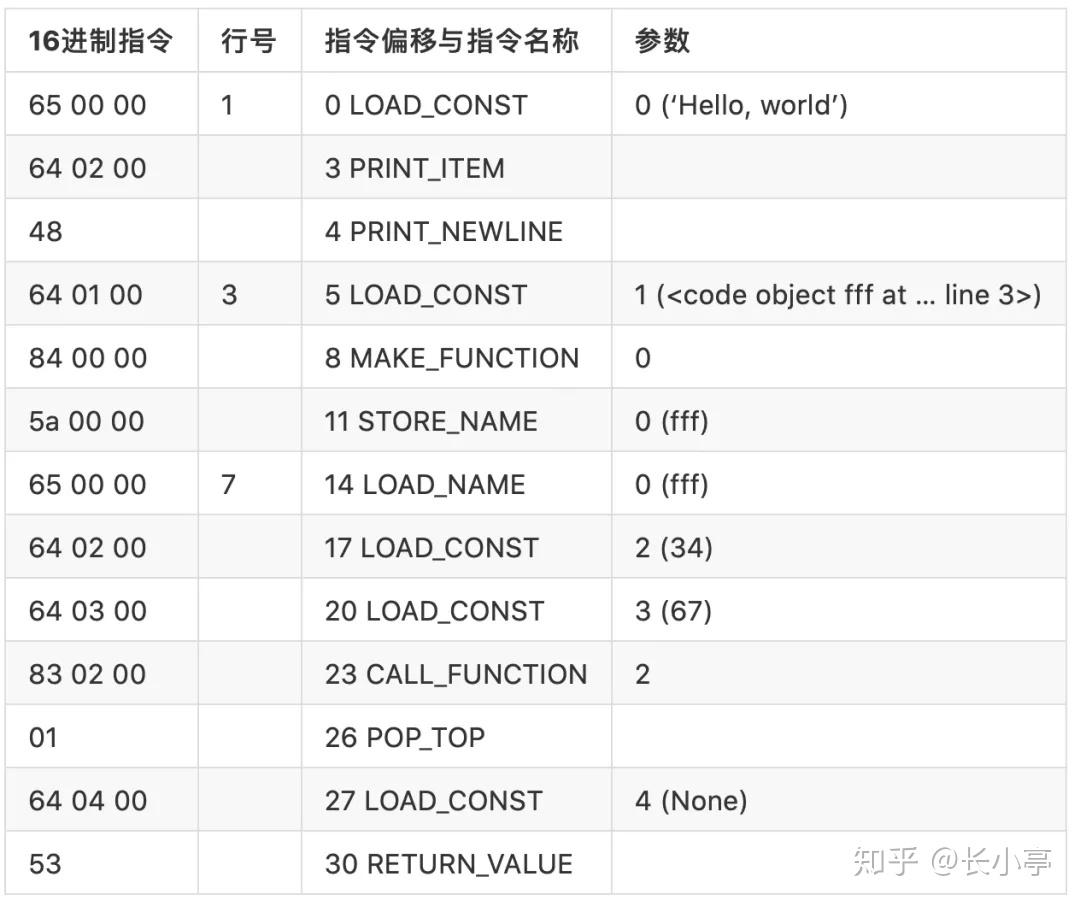 16进制指令 行号 指令偏移与指令名称 参数
65 00 00 1 0 LOAD_CONST 0 (‘Hello, world’)
64 02 00 3 PRINT_ITEM
48 4 PRINT_NEWLINE
64 01 00 3 5 LOAD_CONST 1 (<code object fff at ... line 3>)
84 00 00 8 MAKE_FUNCTION 0
5a 00 00 11 STORE_NAME 0 (fff)
65 00 00 7 14 LOAD_NAME 0 (fff)
64 02 00 17 LOAD_CONST 2 (34)
64 03 00 20 LOAD_CONST 3 (67)
83 02 00 23 CALL_FUNCTION 2
01 26 POP_TOP
64 04 00 27 LOAD_CONST 4 (None)
53 30 RETURN_VALUE
知乎 @长小亭